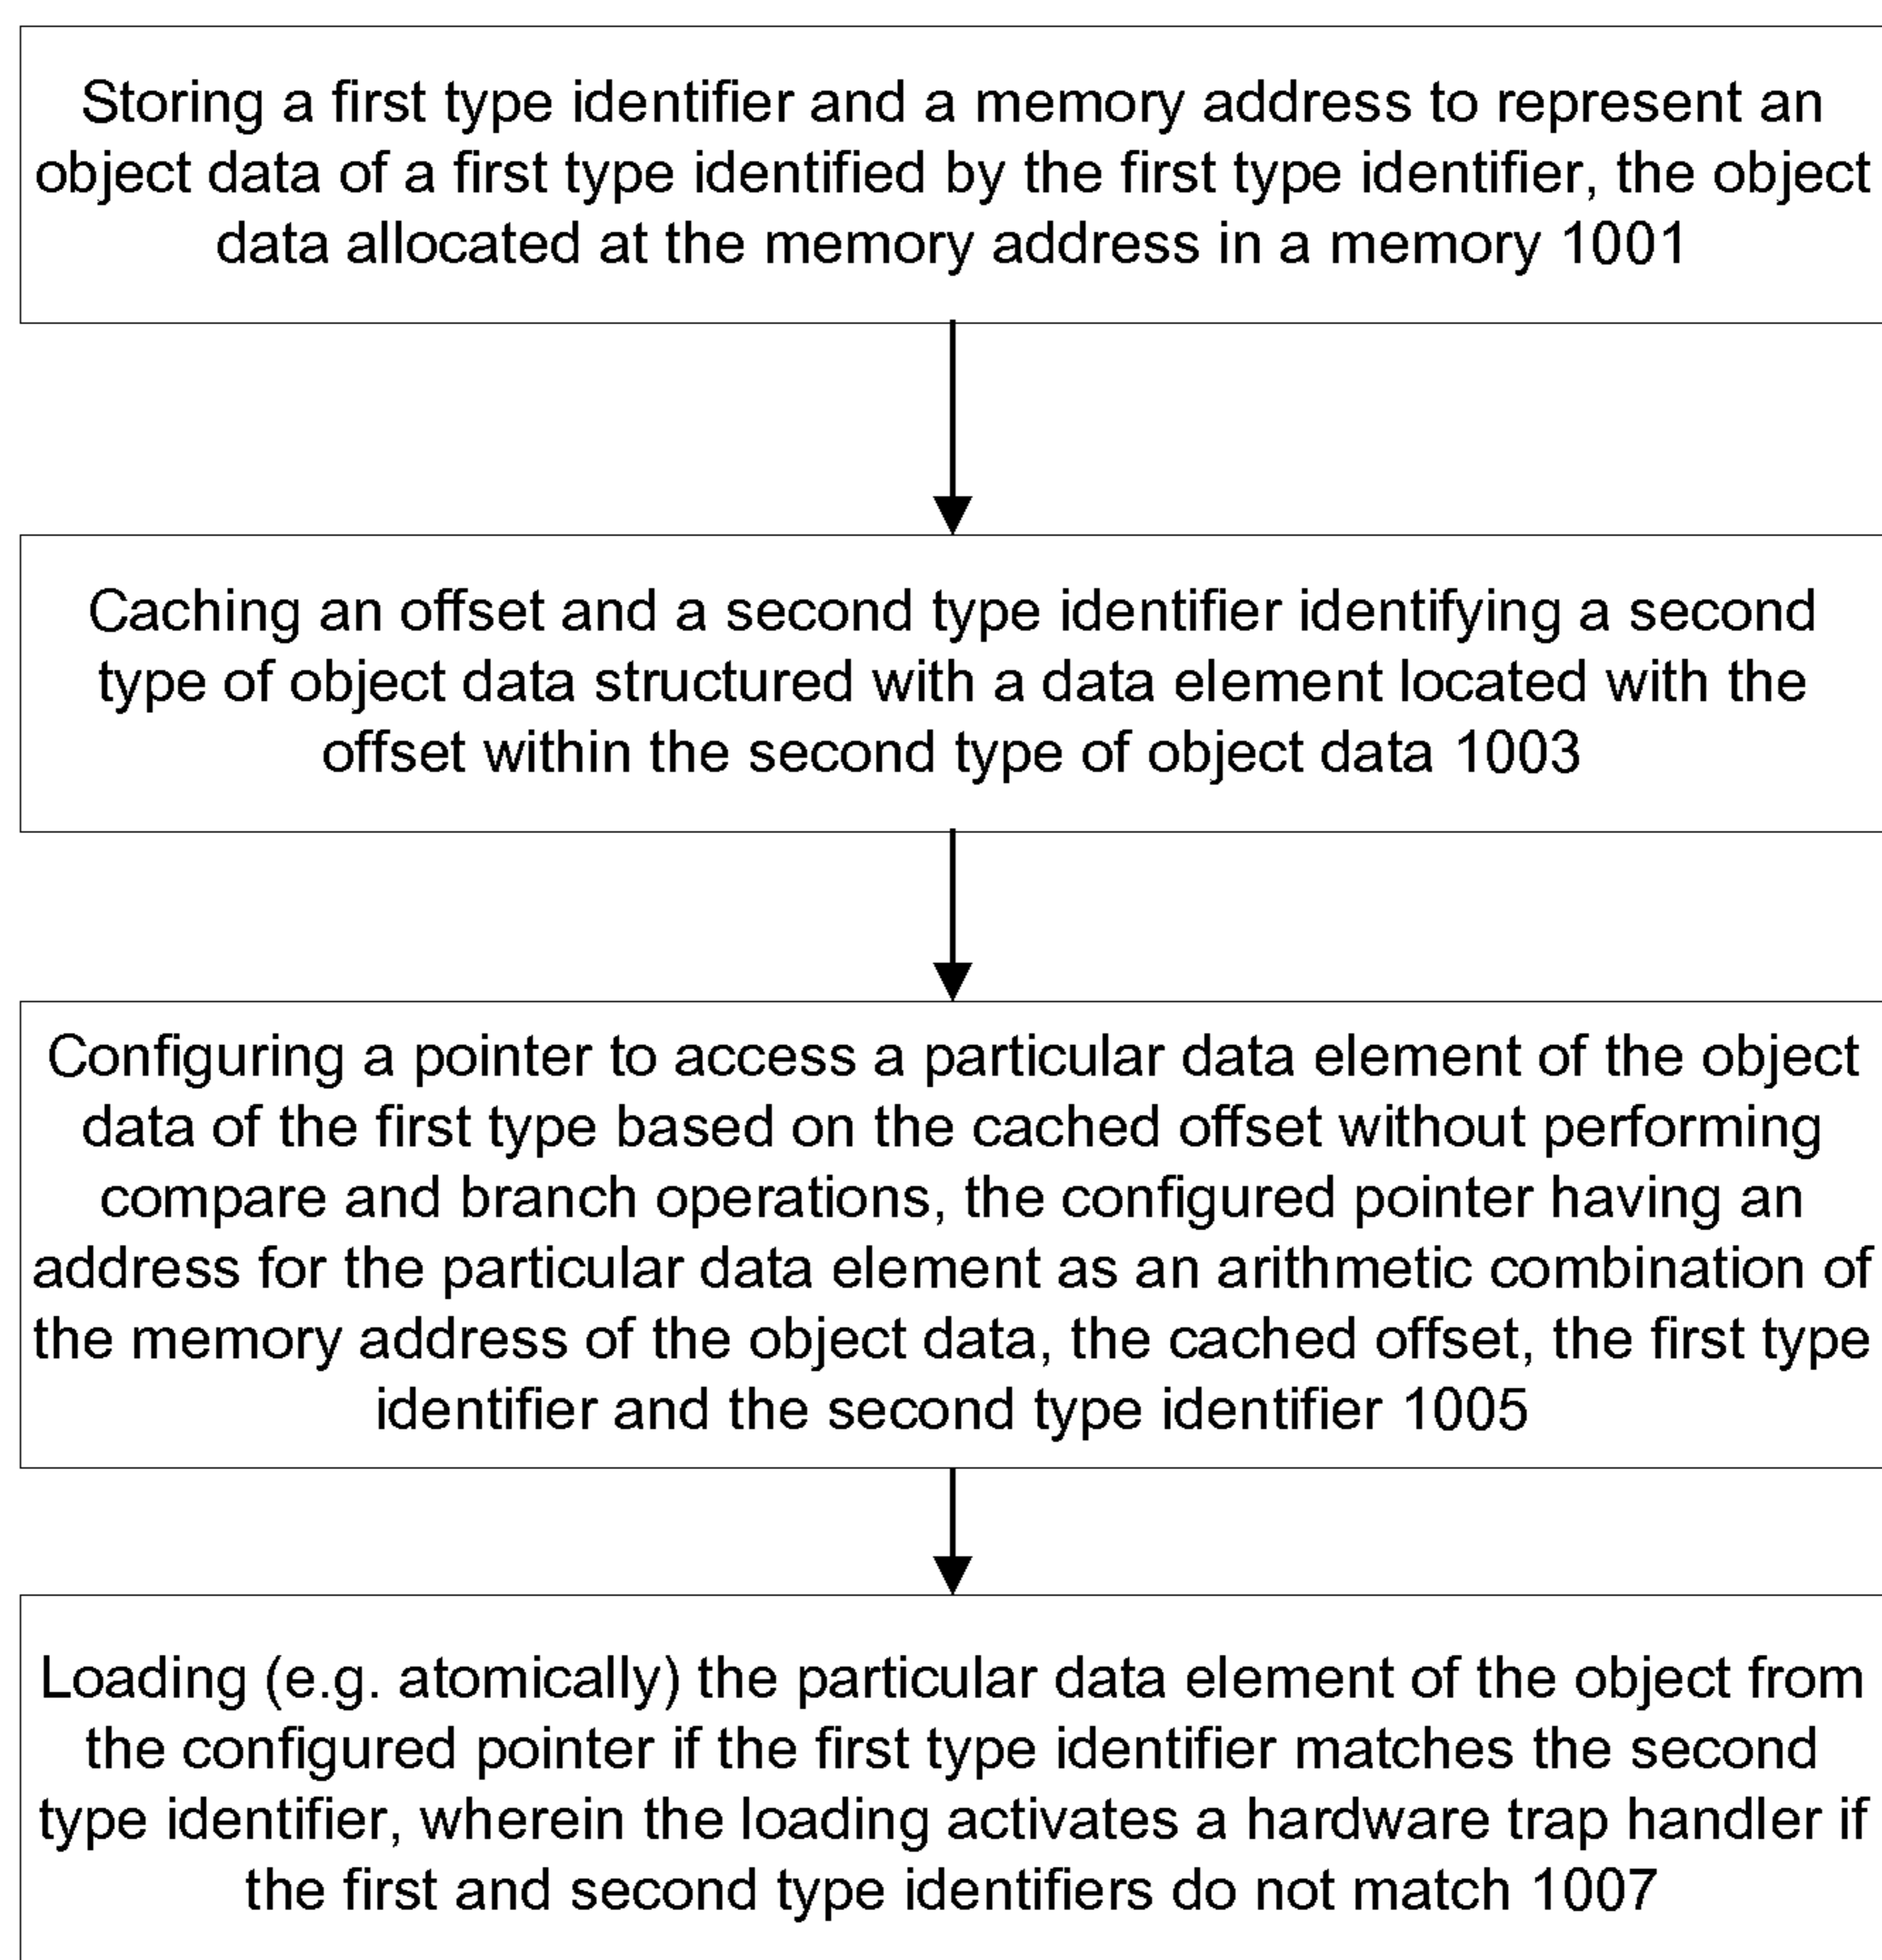 Storing a first type identifier and a memory address to represent an
object data of a first type identified by the first type identifier, the object
data allocated at the memory address in a memory 1001
Caching an offset and a second type identifier identifying a second
type of object data structured with a data element located with the
offset within the second type of object data 1003
Configuring a pointer to access a particular data element of the object
data of the first type based on the cached offset without performing
compare and branch operations, the configured pointer having an
address for the particular data element as an arithmetic combination of
the memory address of the object data, the cached offset, the first type
identifier and the second type identifier 1005
Loading (e.g. atomically) the particular data element of the object from
the configured pointer if the first type identifier matches the second
type identifier, wherein the loading activates a hardware trap handler if
the first and second type identifiers do not match 1007